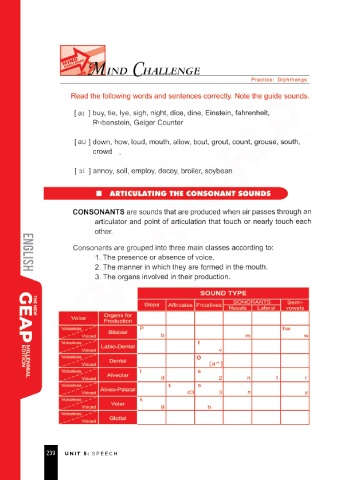 MIND CHALLENGE
Practice: Diphthongs
Read the following words and sentences correctly. Note the guide sounds.
[ aɪ ] buy, tie, lye, sigh, night, dice, dine, Einstein, fahrenheit,
Rubenstein, Geiger Counter
[ aU ] down, how, loud, mouth, allow, bout, grout, count, grouse, south,
crowd .
[ ɔɪ ] annoy, soil, employ, decoy, broiler, soybean
■ ARTICULATING THE CONSONANT SOUNDS
CONSONANTS are sounds that are produced when air passes through an
articulator and point of articulation that touch or nearly touch each
other.
Consonants are grouped into three main classes according to:
1. The presence or absence of voice.
2. The manner in which they are formed in the mouth.
3. The organs involved in their production.
SOUND TYPE
Voice Organs for Production Stops Affricates Fricatives SONORANTS Nasals Lateral Semi-vowels
Voiceless Voiced Bilabial p b m hw w
Voiceless Voiced Labio-Dental f v
Voiceless Voiced Dental θ
Voiceless Voiced Alveolar t d s n l r
Voiceless Voiced Alveo-Palatal d3 3 y
Voiceless Voiced Velar k g h
Voiceless Voiced Glottal
ENGLISH
THE NEW
GEAP MILLENNIAL EDITION
239 UNIT 5: SPEECH